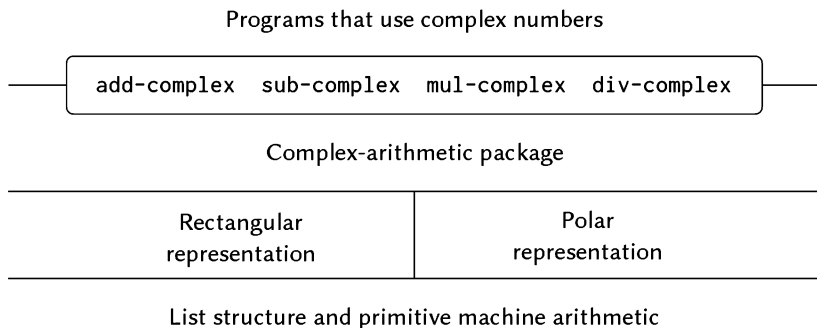 Programs that use complex numbers
add-complex sub-complex mul-complex div-complex
Complex-arithmetic package
Rectangular
representation
Polar
representation
List structure and primitive machine arithmetic